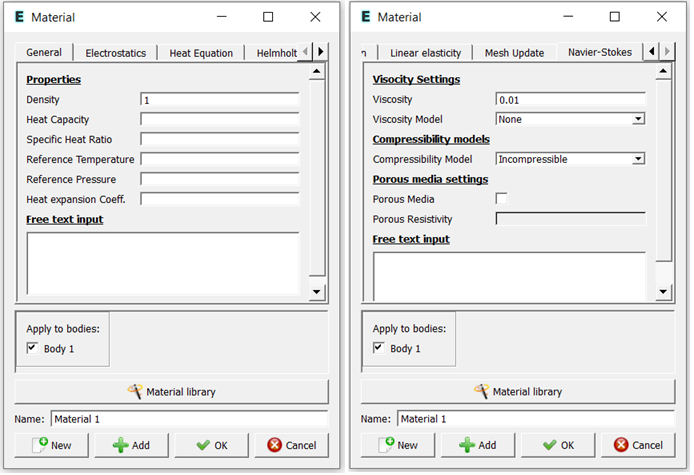 E Material
General Electrostatics Heat Equation Helmholt
Properties
Density 1
Heat Capacity
Specific Heat Ratio
Reference Temperature
Reference Pressure
Heat expansion Coeff.
Free text input
Apply to bodies:
Body 1
Material library
Name: Material 1
New Add OK Cancel
E Material
n Linear elasticity Mesh Update Navier-Stokes
Visocity Settings
Viscosity 0.01
Viscosity Model None
Compressibility models
Compressibility Model Incompressible
Porous media settings
Porous Media
Porous Resistivity
Free text input
Apply to bodies:
Body 1
Material library
Name: Material 1
New Add OK Cancel